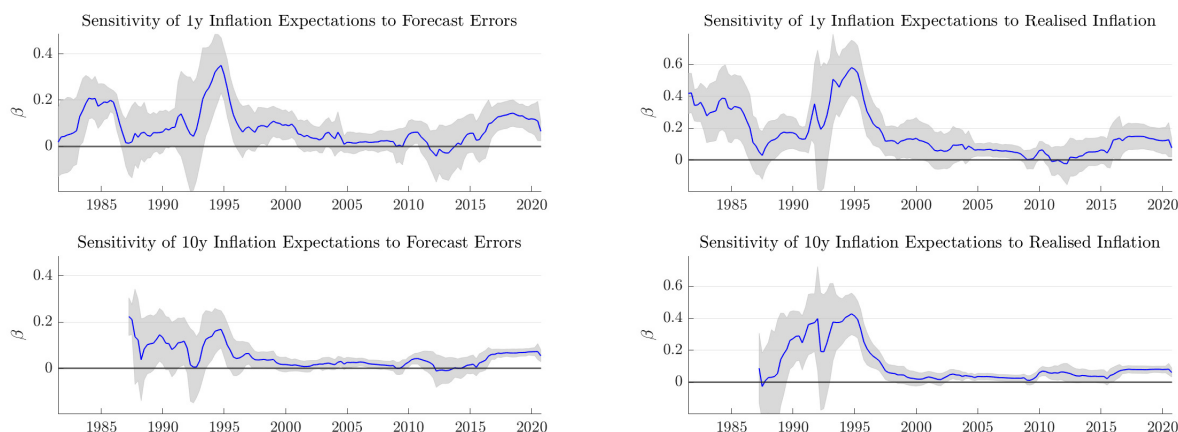 Sensitivity of 1y Inflation Expectations to Forecast Errors
0.4
0.2
0
β
1985 1990 1995 2000 2005 2010 2015 2020
Sensitivity of 1y Inflation Expectations to Realised Inflation
0.6
0.4
0.2
0
β
1985 1990 1995 2000 2005 2010 2015 2020
Sensitivity of 10y Inflation Expectations to Forecast Errors
0.4
0.2
0
β
1985 1990 1995 2000 2005 2010 2015 2020
Sensitivity of 10y Inflation Expectations to Realised Inflation
0.6
0.4
0.2
0
β
1985 1990 1995 2000 2005 2010 2015 2020